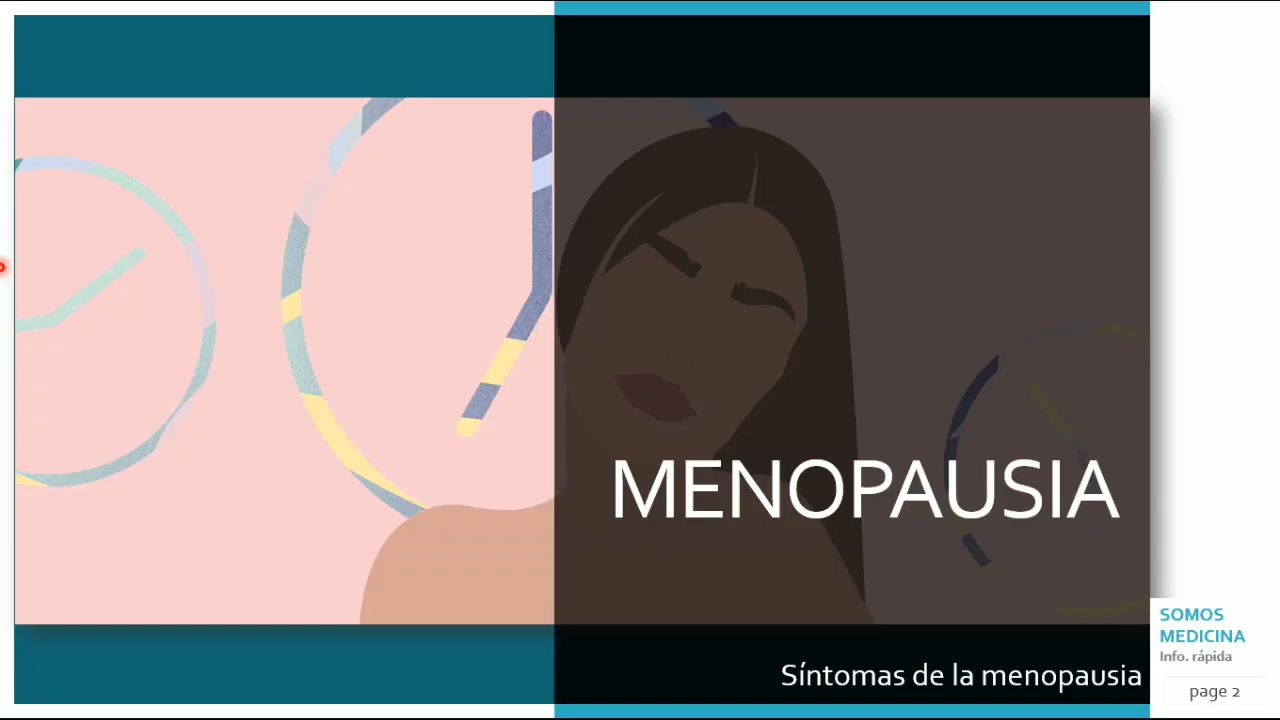 MENOPAUSIA
Síntomas de la menopausia
SOMOS
MEDICINA
Info. rápida
page 2